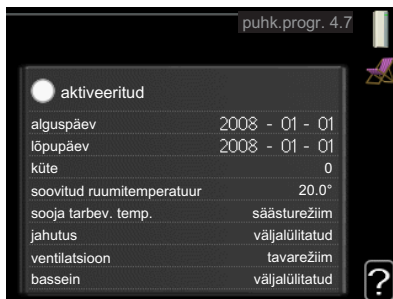 puhk.progr. 4.7
aktiveeritud
alguspäev 2008 - 01 - 01
lõpupäev 2008 - 01 - 01
küte 0
soovitud ruumitemperatuur 20.0°
sooja tarbev. temp. säästurežiim
jahutus väljalülitatud
ventilatsioon tavarežiim
bassein väljalülitatud
?